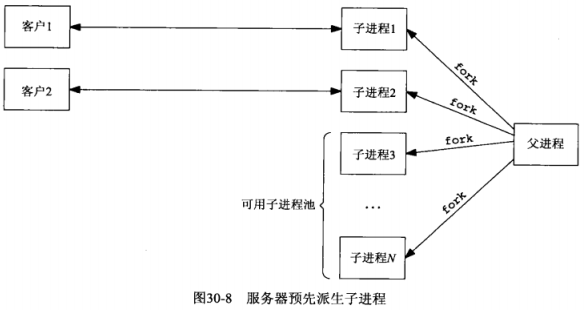 客户1
子进程1
fork
客户2
子进程2
fork
父进程
fork
子进程3
可用子进程池
...
fork
子进程N
图30-8 服务器预先派生子进程